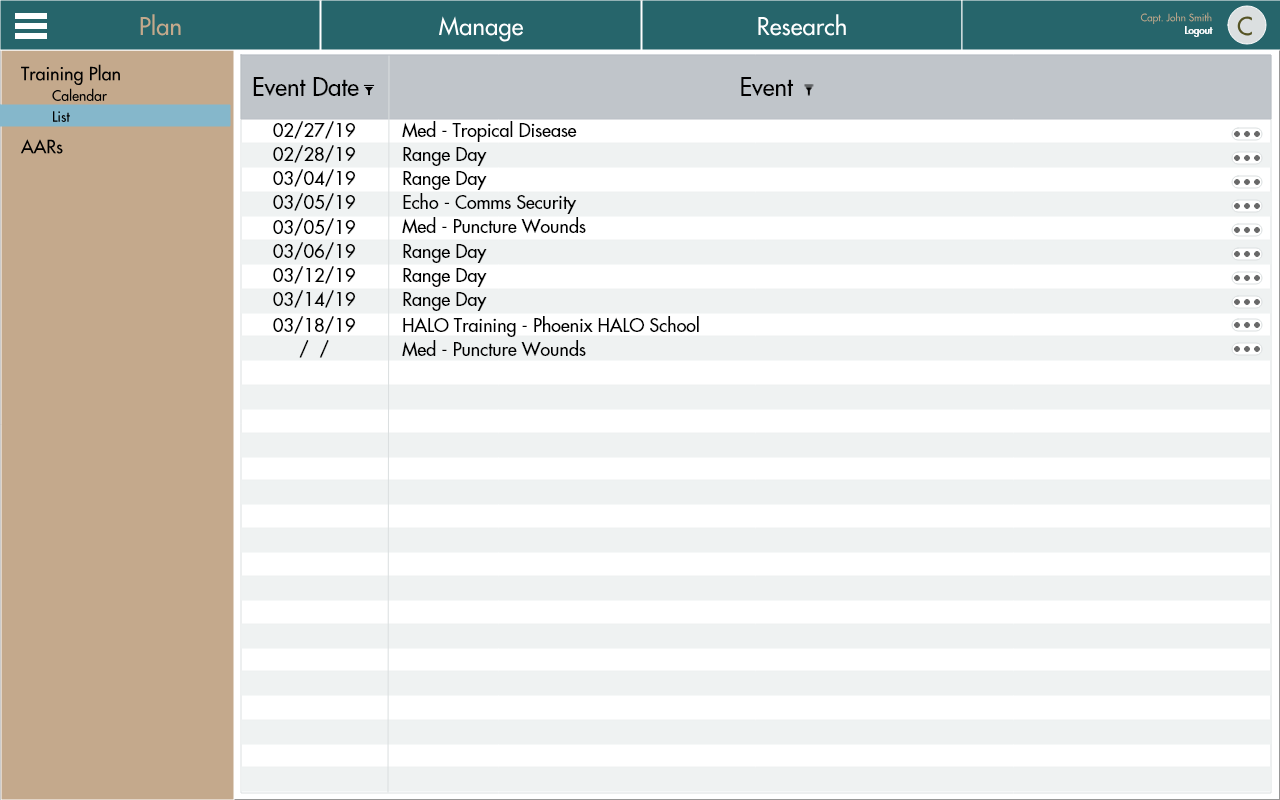 Plan
Manage
Research
Capt. John Smith
Logout
C
Training Plan
Calendar
List
AARs
Event Date
Event
02/27/19 Med - Tropical Disease
02/28/19 Range Day
03/04/19 Range Day
03/05/19 Echo - Comms Security
03/05/19 Med - Puncture Wounds
03/06/19 Range Day
03/12/19 Range Day
03/14/19 Range Day
03/18/19 HALO Training - Phoenix HALO School
/ / Med - Puncture Wounds